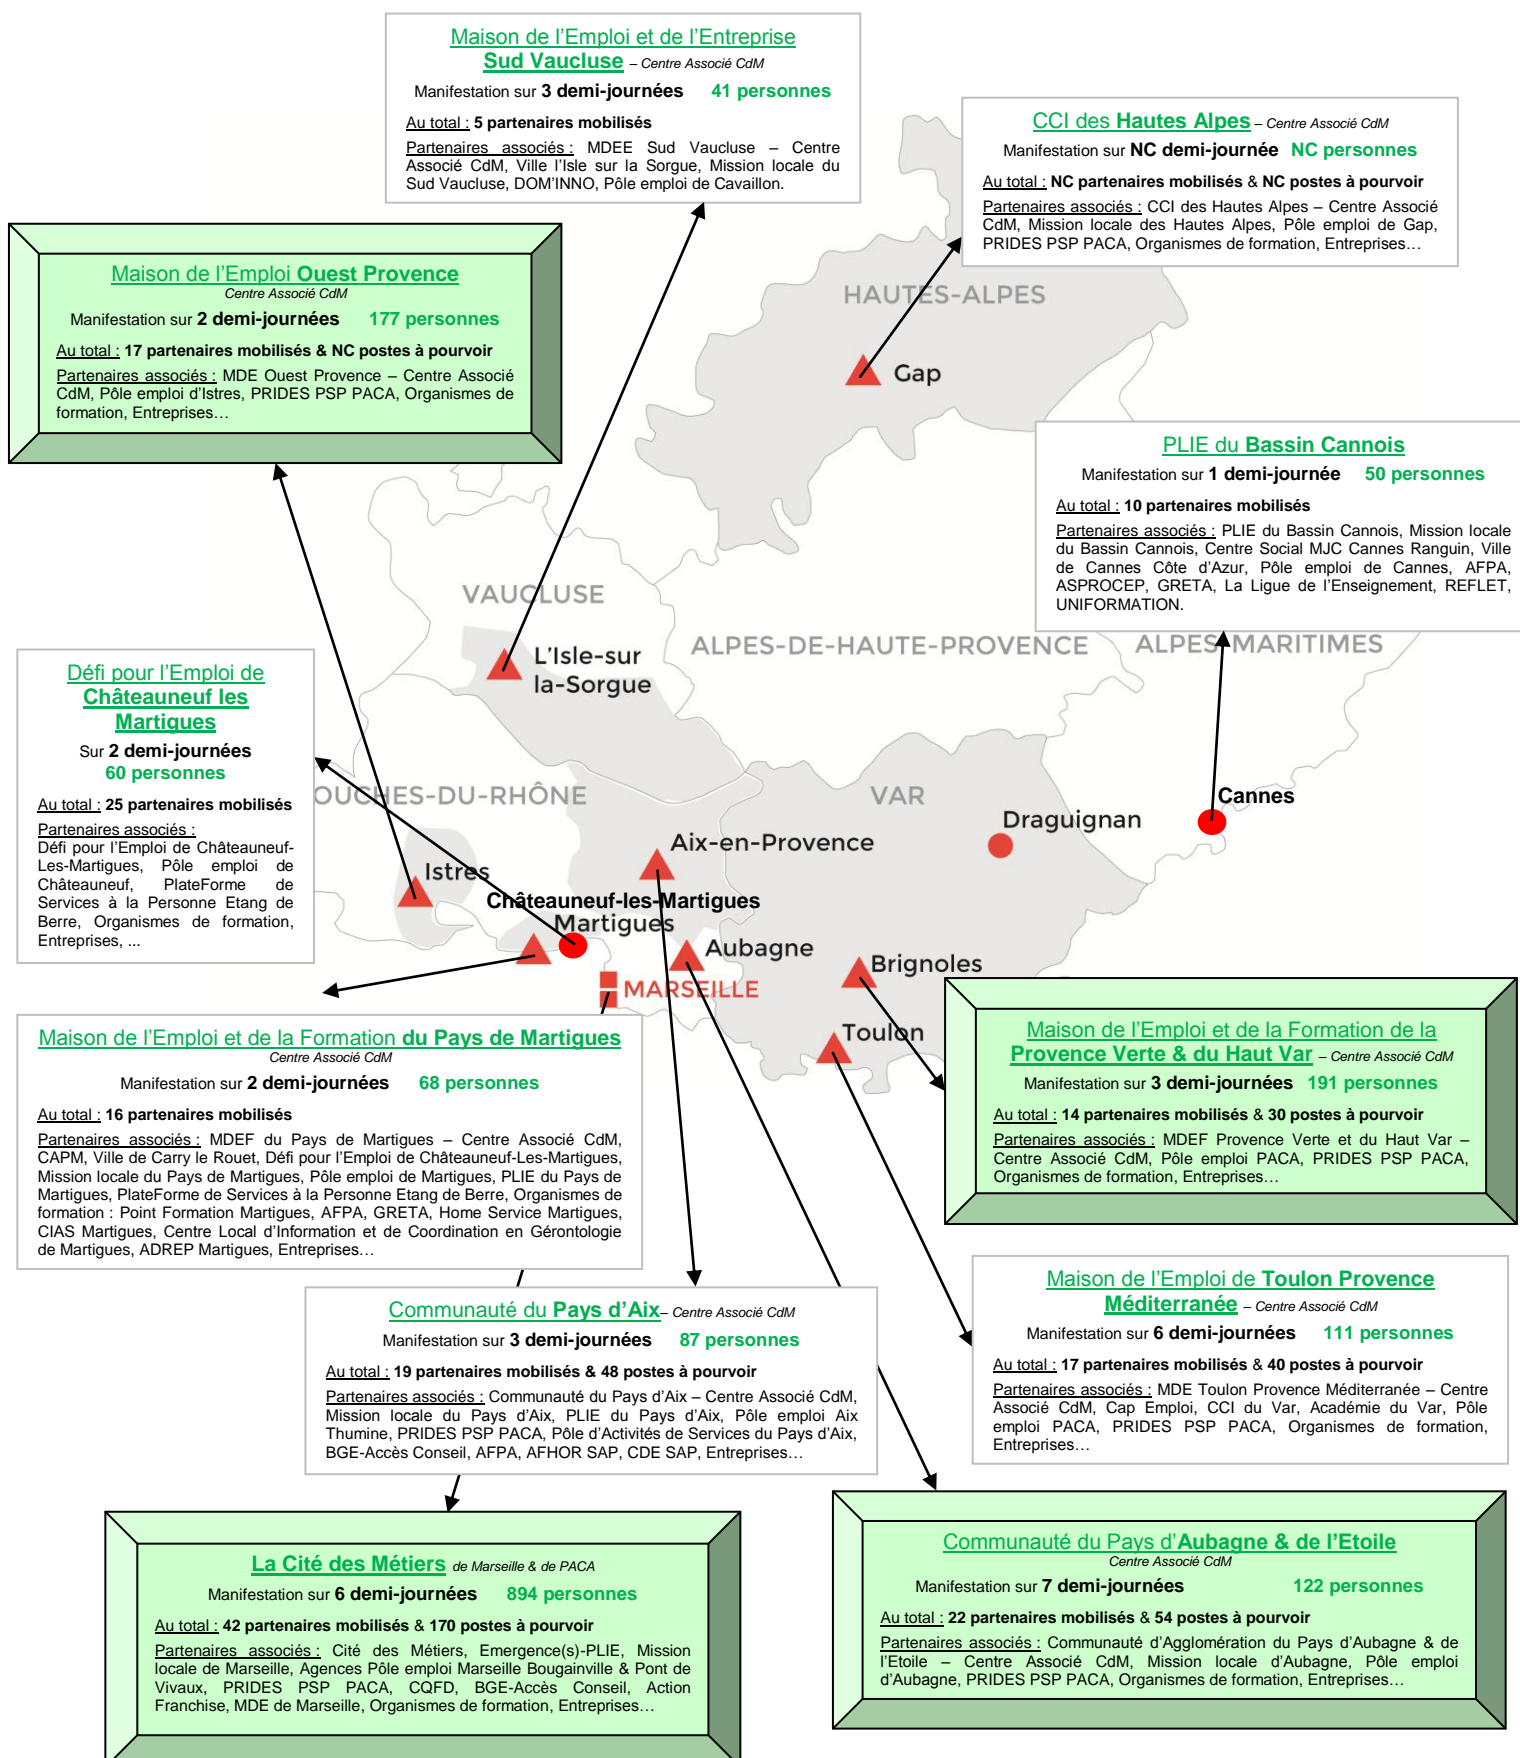 Maison de l'Emploi et de l'Entreprise
Sud Vaucluse – Centre Associé CdM
Manifestation sur 3 demi-journées 41 personnes
Au total : 5 partenaires mobilisés
Partenaires associés : MDEE Sud Vaucluse – Centre
Associé CdM, Ville l'Isle sur la Sorgue, Mission locale du
Sud Vaucluse, DOM'INNO, Pôle emploi de Cavaillon.
CCI des Hautes Alpes – Centre Associé CdM
Manifestation sur NC demi-journée NC personnes
Au total : NC partenaires mobilisés & NC postes à pourvoir
Partenaires associés : CCI des Hautes Alpes – Centre Associé
CdM, Mission locale des Hautes Alpes, Pôle emploi de Gap,
PRIDES PSP PACA, Organismes de formation, Entreprises…
Maison de l'Emploi Ouest Provence
Centre Associé CdM
Manifestation sur 2 demi-journées 177 personnes
Au total : 17 partenaires mobilisés & NC postes à pourvoir
Partenaires associés : MDE Ouest Provence – Centre Associé
CdM, Pôle emploi d'Istres, PRIDES PSP PACA, Organismes de
formation, Entreprises…
HAUTES-ALPES
Gap
PLIE du Bassin Cannois
Manifestation sur 1 demi-journée 50 personnes
Au total : 10 partenaires mobilisés
Partenaires associés : PLIE du Bassin Cannois, Mission locale
du Bassin Cannois, Centre Social MJC Cannes Ranguin, Ville
de Cannes Côte d'Azur, Pôle emploi de Cannes, AFPA,
ASPROCEP, GRETA, La Ligue de l'Enseignement, REFLET,
UNIFORMATION.
VAUCLUSE
ALPES-DE-HAUTE-PROVENCE
ALPES-MARITIMES
L'Isle-sur
la-Sorgue
Défi pour l'Emploi de
Châteauneuf les
Martigues
Sur 2 demi-journées
60 personnes
Au total : 25 partenaires mobilisés
Partenaires associés :
Défi pour l'Emploi de Châteauneuf-
Les-Martigues, Pôle emploi de
Châteauneuf, PlateForme de
Services à la Personne Etang de
Berre, Organismes de formation,
Entreprises, ...
OUCHES-DU-RHÔNE
VAR
Cannes
Draguignan
Aix-en-Provence
Istres
Châteauneuf-les-Martigues
Martigues
Aubagne
Brignoles
MARSEILLE
Toulon
Maison de l'Emploi et de la Formation du Pays de Martigues
Centre Associé CdM
Manifestation sur 2 demi-journées 68 personnes
Au total : 16 partenaires mobilisés
Partenaires associés : MDEF du Pays de Martigues – Centre Associé CdM,
CAPM, Ville de Carry le Rouet, Défi pour l'Emploi de Châteauneuf-Les-Martigues,
Mission locale du Pays de Martigues, Pôle emploi de Martigues, PLIE du Pays de
Martigues, PlateForme de Services à la Personne Etang de Berre, Organismes de
formation : Point Formation Martigues, AFPA, GRETA, Home Service Martigues,
CIAS Martigues, Centre Local d'Information et de Coordination en Gérontologie
de Martigues, ADREP Martigues, Entreprises…
Maison de l'Emploi et de la Formation de la
Provence Verte & du Haut Var – Centre Associé CdM
Manifestation sur 3 demi-journées 191 personnes
Au total : 14 partenaires mobilisés & 30 postes à pourvoir
Partenaires associés : MDEF Provence Verte et du Haut Var –
Centre Associé CdM, Pôle emploi PACA, PRIDES PSP PACA,
Organismes de formation, Entreprises…
Communauté du Pays d'Aix– Centre Associé CdM
Manifestation sur 3 demi-journées 87 personnes
Au total : 19 partenaires mobilisés & 48 postes à pourvoir
Partenaires associés : Communauté du Pays d'Aix – Centre Associé CdM,
Mission locale du Pays d'Aix, PLIE du Pays d'Aix, Pôle emploi Aix
Thumine, PRIDES PSP PACA, Pôle d'Activités de Services du Pays d'Aix,
BGE-Accès Conseil, AFPA, AFHOR SAP, CDE SAP, Entreprises…
Maison de l'Emploi de Toulon Provence
Méditerranée – Centre Associé CdM
Manifestation sur 6 demi-journées 111 personnes
Au total : 17 partenaires mobilisés & 40 postes à pourvoir
Partenaires associés : MDE Toulon Provence Méditerranée – Centre
Associé CdM, Cap Emploi, CCI du Var, Académie du Var, Pôle
emploi PACA, PRIDES PSP PACA, Organismes de formation,
Entreprises…
La Cité des Métiers de Marseille & de PACA
Manifestation sur 6 demi-journées 894 personnes
Au total : 42 partenaires mobilisés & 170 postes à pourvoir
Partenaires associés : Cité des Métiers, Emergence(s)-PLIE, Mission
locale de Marseille, Agences Pôle emploi Marseille Bougainville & Pont de
Vivaux, PRIDES PSP PACA, CQFD, BGE-Accès Conseil, Action
Franchise, MDE de Marseille, Organismes de formation, Entreprises…
Communauté du Pays d'Aubagne & de l'Etoile
Centre Associé CdM
Manifestation sur 7 demi-journées 122 personnes
Au total : 22 partenaires mobilisés & 54 postes à pourvoir
Partenaires associés : Communauté d'Agglomération du Pays d'Aubagne & de
l'Etoile – Centre Associé CdM, Mission locale d'Aubagne, Pôle emploi
d'Aubagne, PRIDES PSP PACA, Organismes de formation, Entreprises…